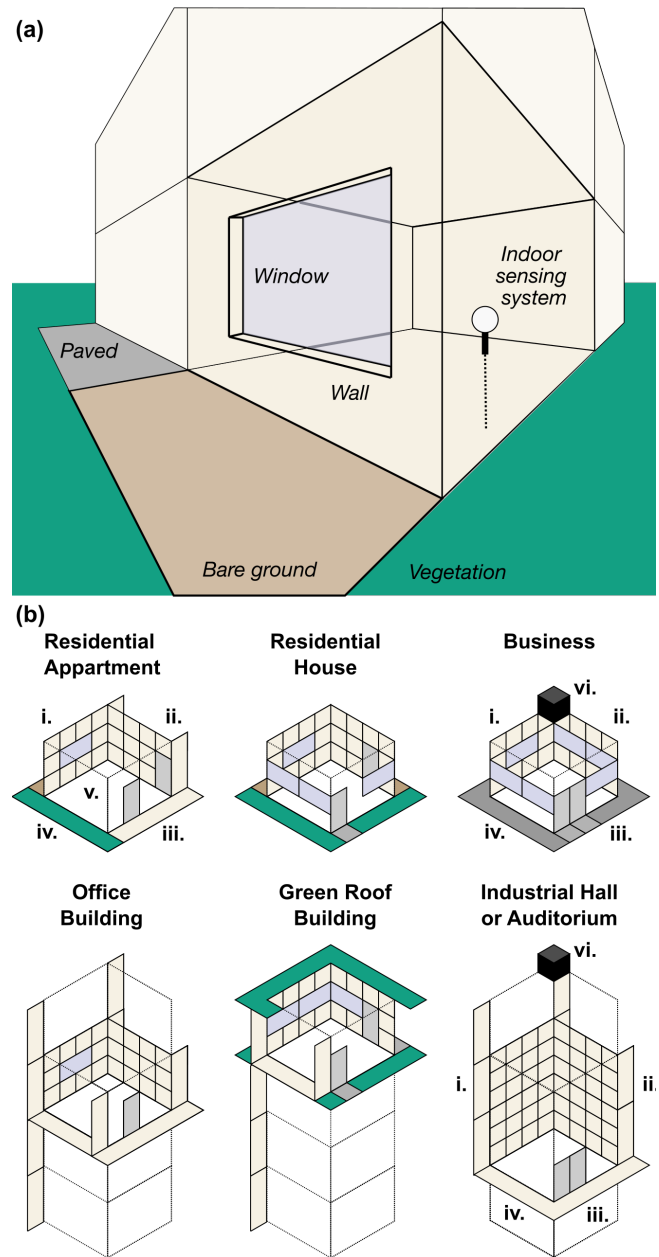 (a)
Indoor
sensing
system
Window
Paved
Wall
Bare ground
Vegetation
(b)
Residential
Appartment
Residential
House
Business
i.
ii.
v.
iv.
iii.
vi.
i.
ii.
iv.
iii.
Office
Building
Green Roof
Building
Industrial Hall
or Auditorium
vi.
i.
ii.
iv.
iii.